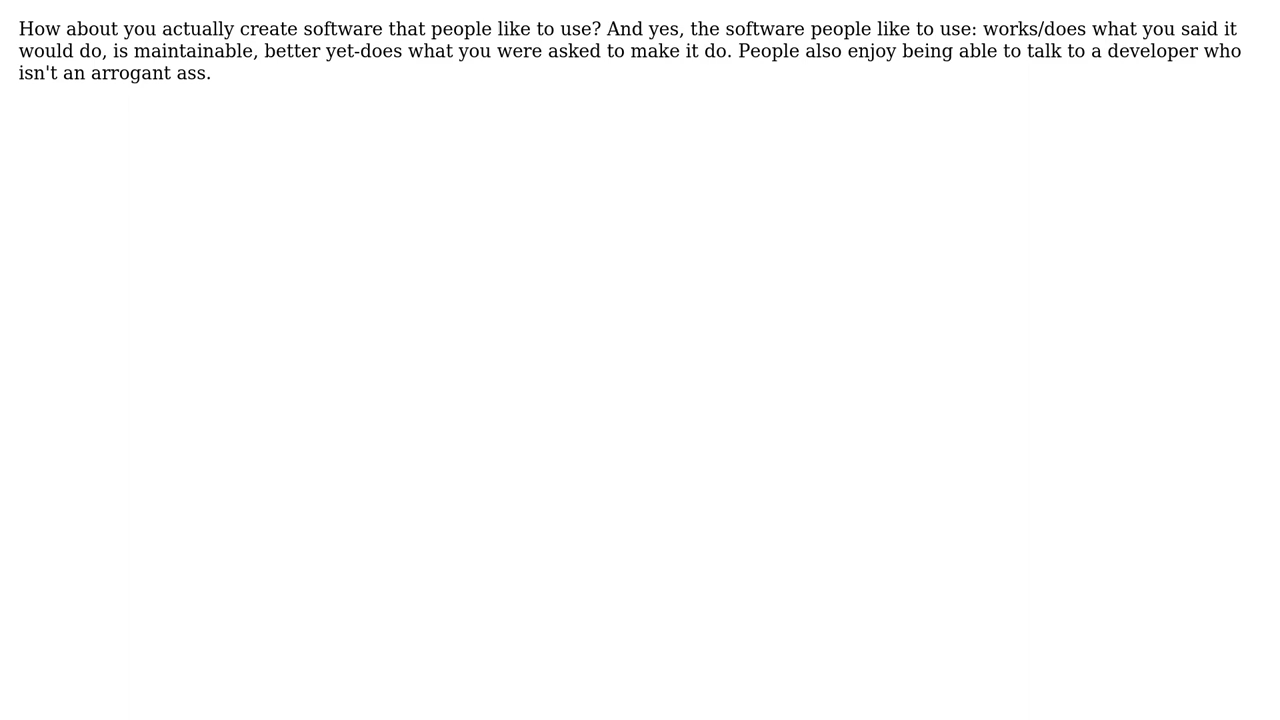 How about you actually create software that people like to use? And yes, the software people like to use: works/does what you said it
would do, is maintainable, better yet-does what you were asked to make it do. People also enjoy being able to talk to a developer who
isn't an arrogant ass.